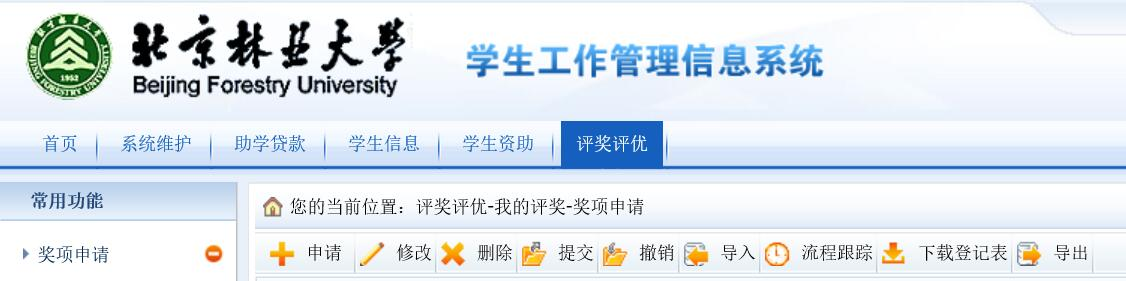 北京林业大学
Beijing Forestry University
BEIJING FORESTRY UNIVERSITY
1952
学生工作管理信息系统
首页 系统维护 助学贷款 学生信息 学生资助 评奖评优
常用功能
您的当前位置：评奖评优-我的评奖-奖项申请
奖项申请
申请 修改 删除 提交 撤销 导入 流程跟踪 下载登记表 导出